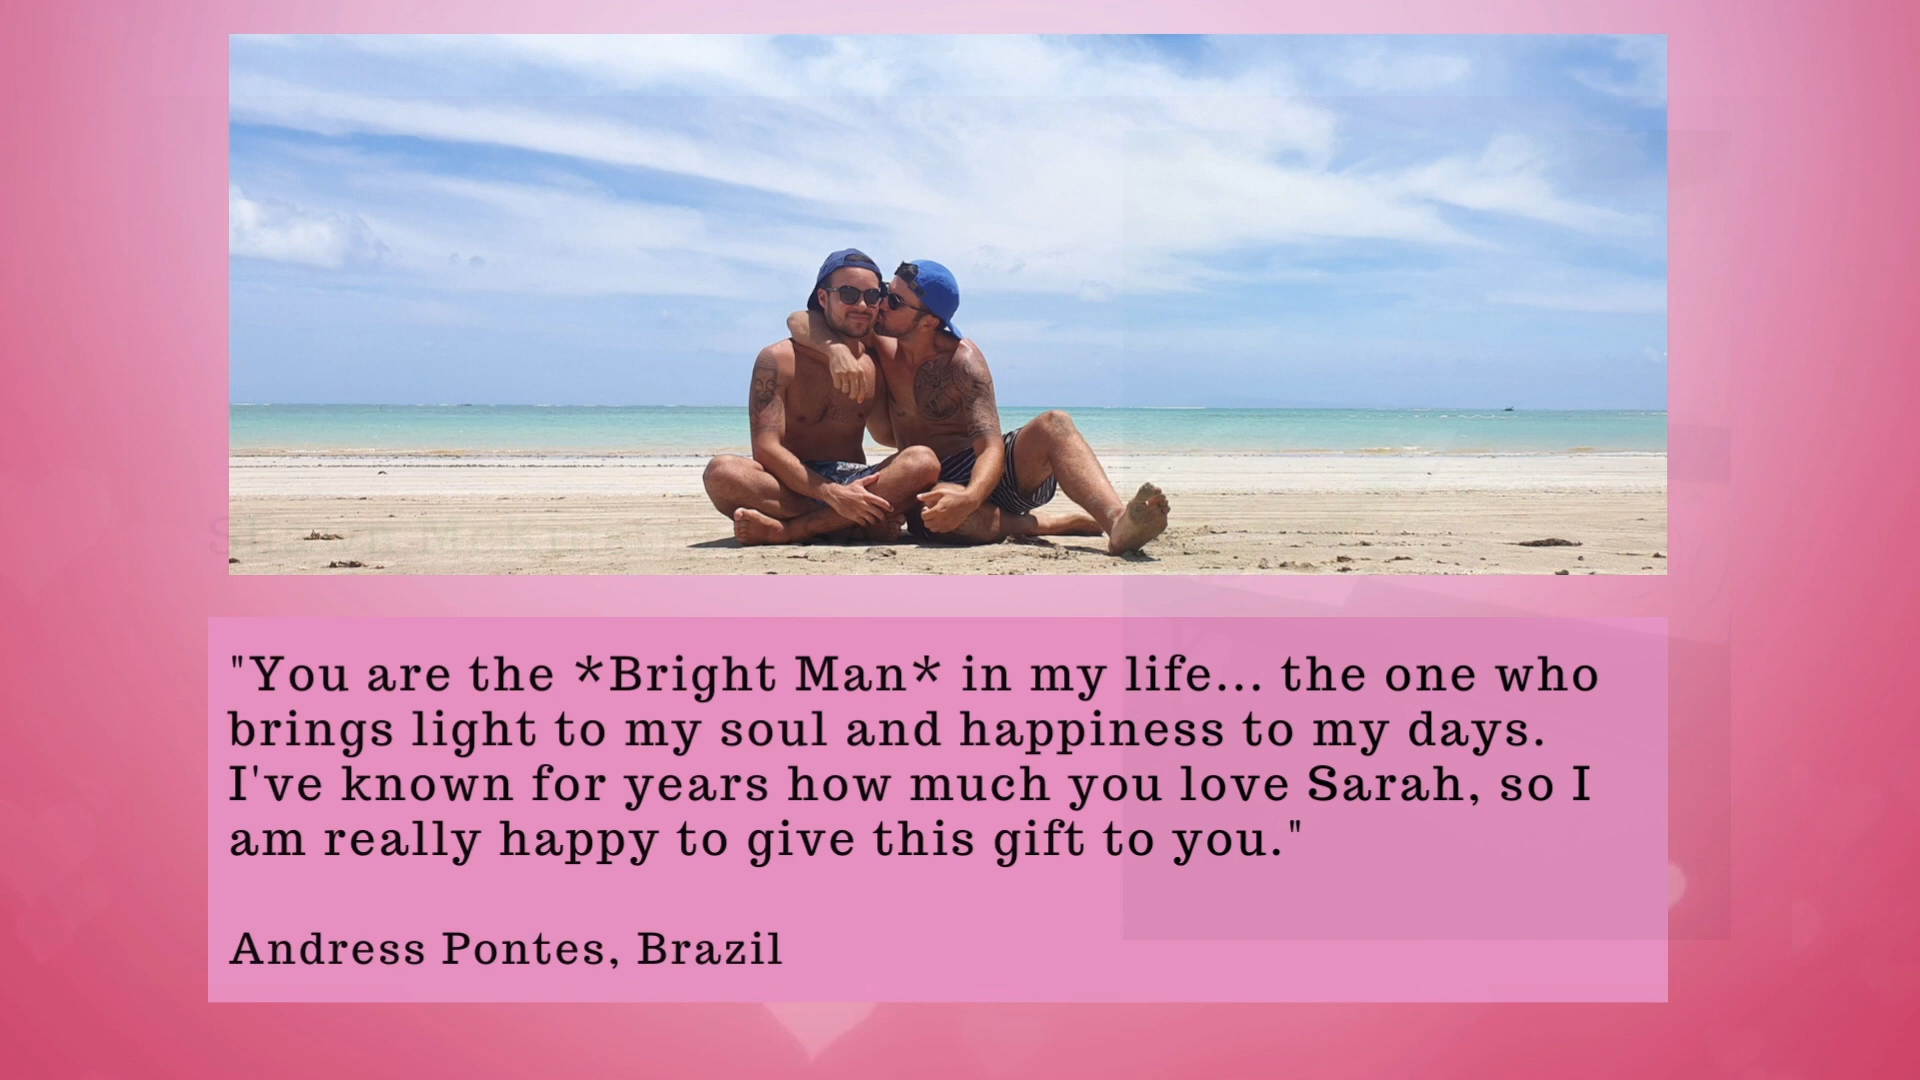 "You are the *Bright Man* in my life... the one who
brings light to my soul and happiness to my days.
I've known for years how much you love Sarah, so I
am really happy to give this gift to you."
Andress Pontes, Brazil